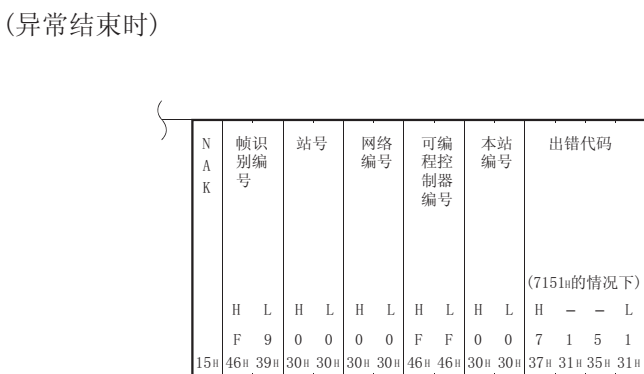 (异常结束时)
N A K 帧识别编号 站号 网络编号 可编程控制器编号 本站编号 出错代码
(7151H的情况下)
H L H L H L H L H L H － － L
F 9 0 0 0 0 F F 0 0 7 1 5 1
15H 46H 39H 30H 30H 30H 30H 46H 46H 30H 30H 37H 31H 35H 31H